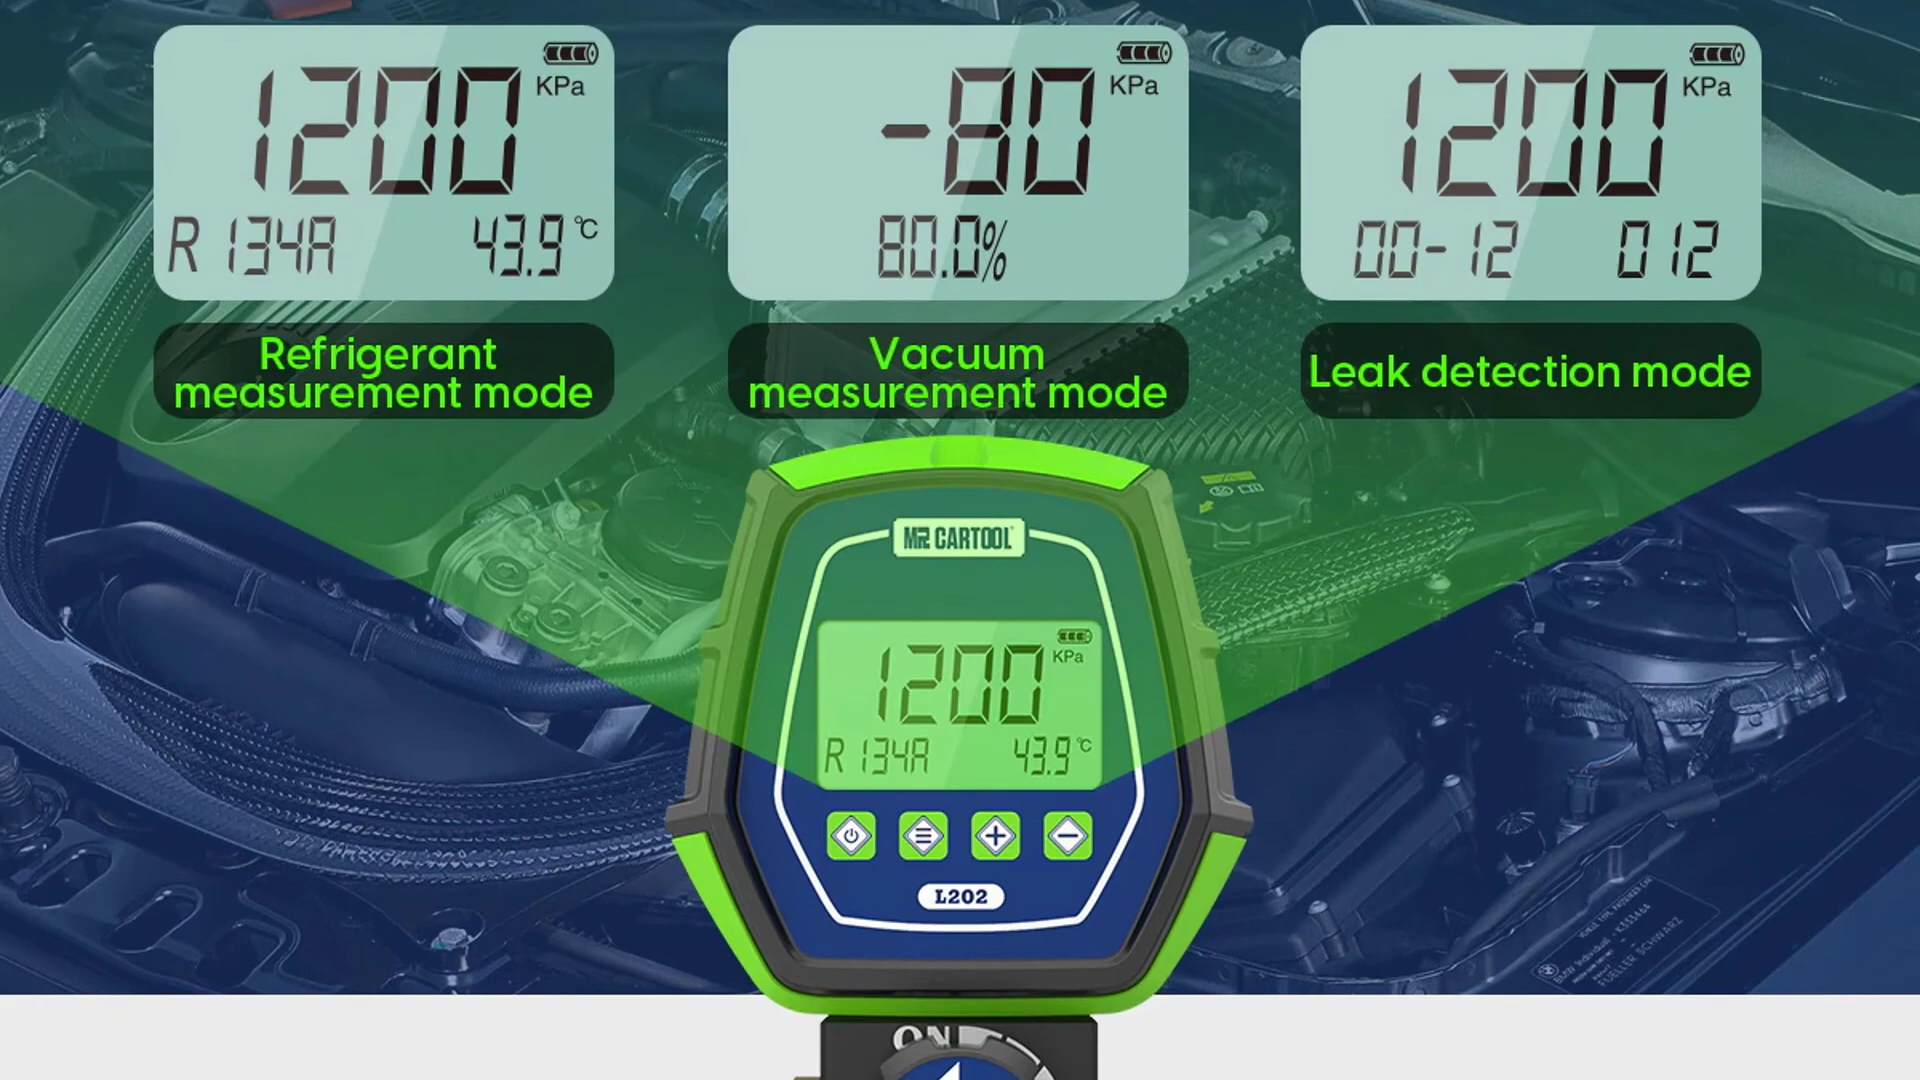 1200 KPa
R 134A 43.9 °C
-80 KPa
80.0%
1200 KPa
00-12 012
Refrigerant
measurement mode
Vacuum
measurement mode
Leak detection mode
MR CARTOOL
1200 KPa
R 134A 43.9 °C
L202
ON